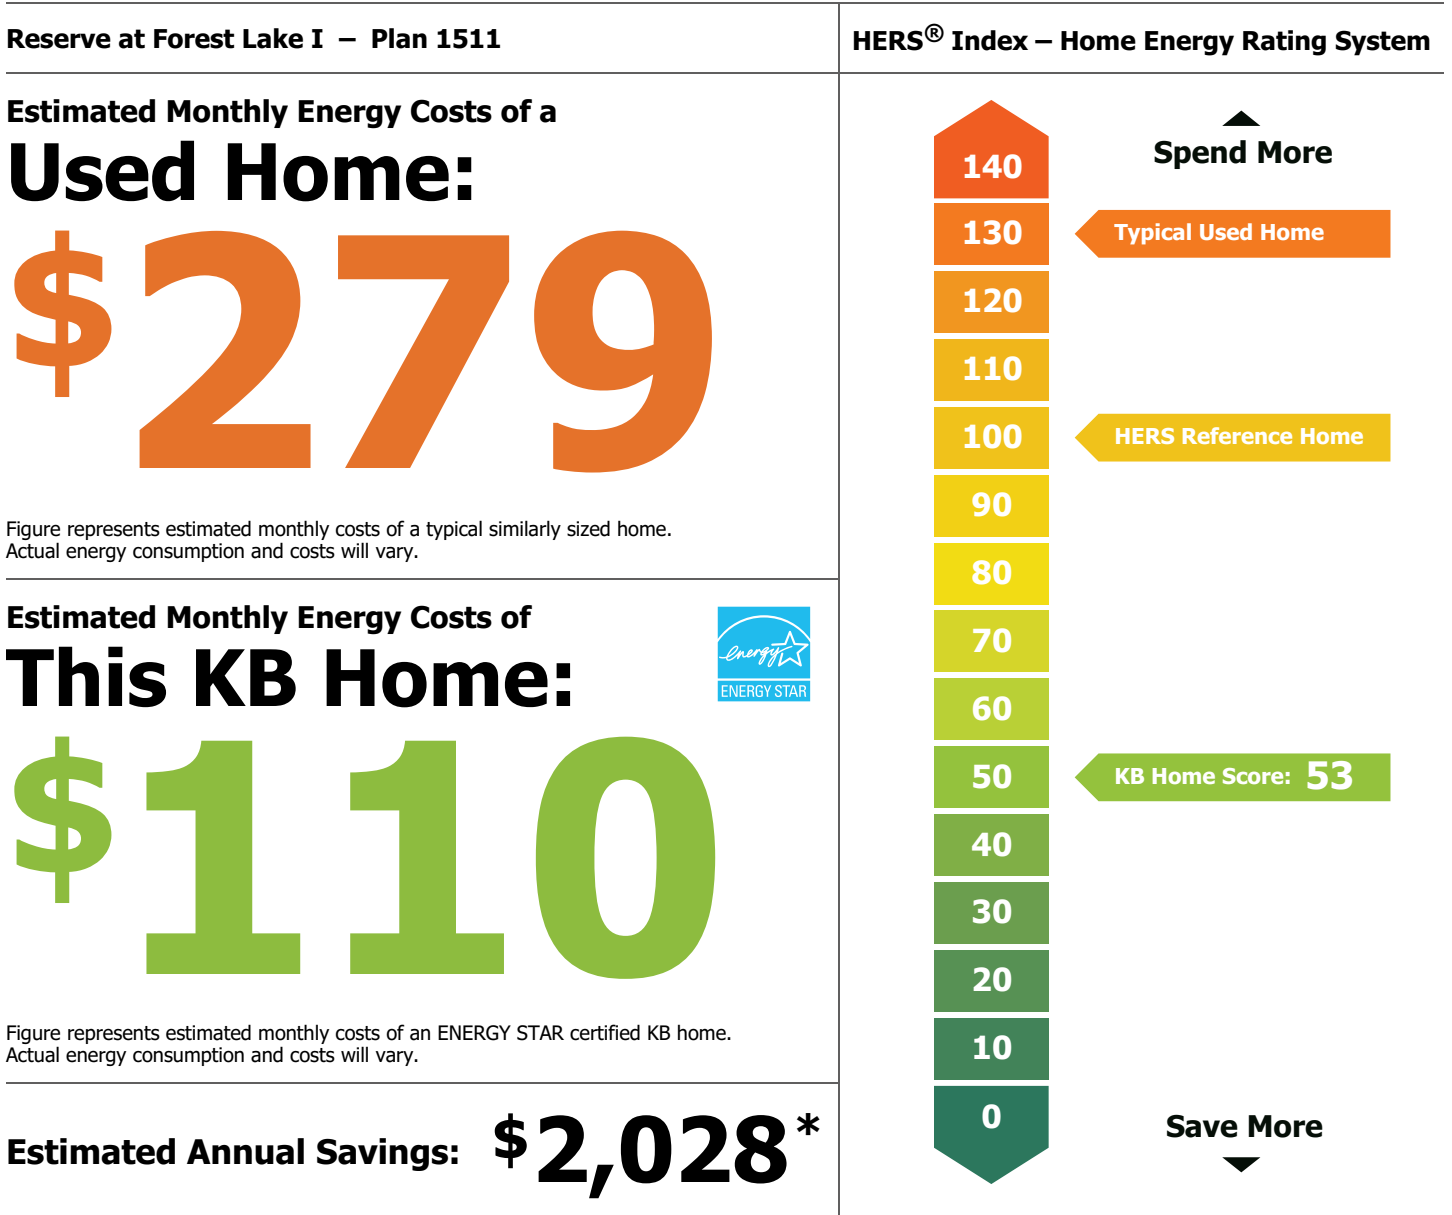 Reserve at Forest Lake I – Plan 1511
Estimated Monthly Energy Costs of a
Used Home:
$279
Figure represents estimated monthly costs of a typical similarly sized home.
Actual energy consumption and costs will vary.
Estimated Monthly Energy Costs of
This KB Home:
energy
ENERGY STAR
$110
Figure represents estimated monthly costs of an ENERGY STAR certified KB home.
Actual energy consumption and costs will vary.
Estimated Annual Savings: $2,028*
HERS® Index – Home Energy Rating System
Spend More
140
130 Typical Used Home
120
110
100 HERS Reference Home
90
80
70
60
50 KB Home Score: 53
40
30
20
10
0
Save More